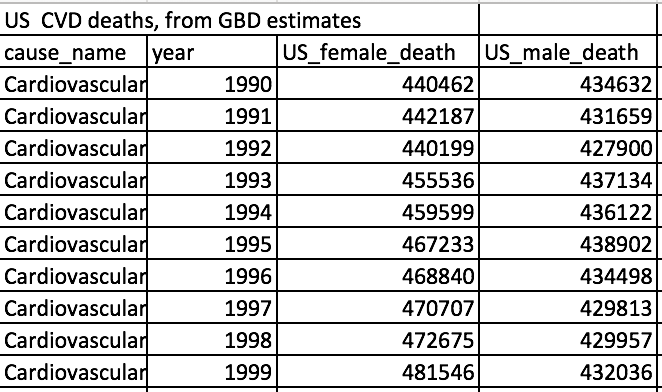 US CVD deaths, from GBD estimates
cause_name year US_female_death US_male_death
Cardiovascular 1990 440462 434632
Cardiovascular 1991 442187 431659
Cardiovascular 1992 440199 427900
Cardiovascular 1993 455536 437134
Cardiovascular 1994 459599 436122
Cardiovascular 1995 467233 438902
Cardiovascular 1996 468840 434498
Cardiovascular 1997 470707 429813
Cardiovascular 1998 472675 429957
Cardiovascular 1999 481546 432036